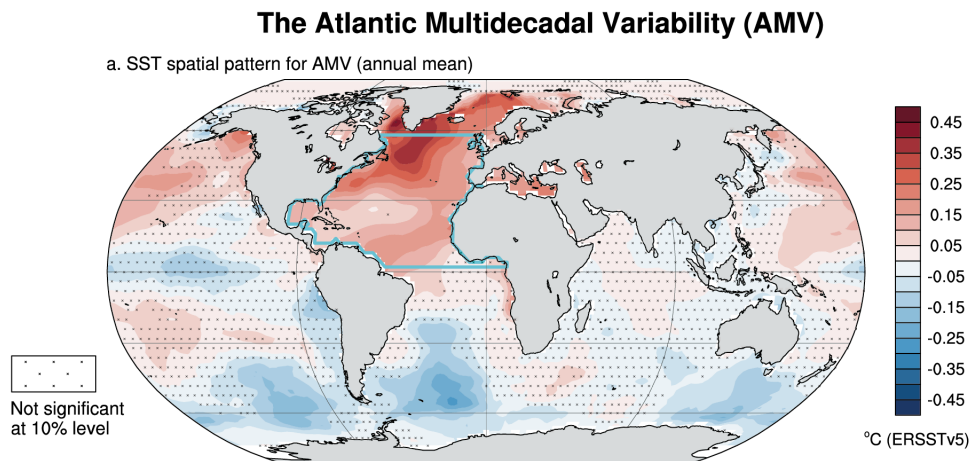 The Atlantic Multidecadal Variability (AMV)
a. SST spatial pattern for AMV (annual mean)
0.45
0.35
0.25
0.15
0.05
-0.05
-0.15
-0.25
-0.35
-0.45
Not significant
at 10% level
°C (ERSSTv5)